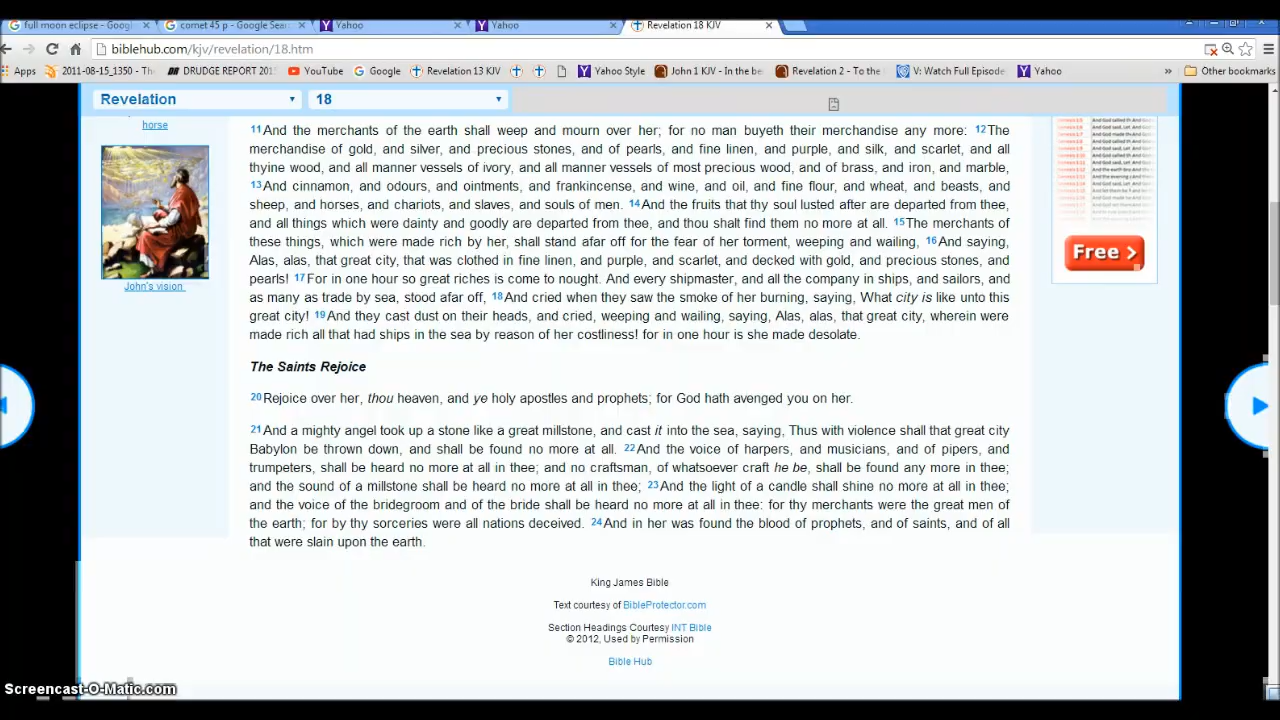 full moon eclipse - Googl
comet 45 p - Google Sear
Yahoo
Yahoo
Revelation 18 KJV
biblehub.com/kjv/revelation/18.htm
Apps
2011-08-15_1350 - The
DRUDGE REPORT 201
YouTube
Google
Revelation 13 KJV
Yahoo Style
John 1 KJV - In the be
Revelation 2 - To the
V: Watch Full Episode
Yahoo
Other bookmarks
Revelation
18
horse
John's vision
11And the merchants of the earth shall weep and mourn over her; for no man buyeth their merchandise any more: 12The
merchandise of gold, and silver, and precious stones, and of pearls, and fine linen, and purple, and silk, and scarlet, and all
thyine wood, and all manner vessels of ivory, and all manner vessels of most precious wood, and of brass, and iron, and marble,
13And cinnamon, and odours, and ointments, and frankincense, and wine, and oil, and fine flour, and wheat, and beasts, and
sheep, and horses, and chariots, and slaves, and souls of men. 14And the fruits that thy soul lusted after are departed from thee,
and all things which were dainty and goodly are departed from thee, and thou shalt find them no more at all. 15The merchants of
these things, which were made rich by her, shall stand afar off for the fear of her torment, weeping and wailing, 16And saying,
Alas, alas, that great city, that was clothed in fine linen, and purple, and scarlet, and decked with gold, and precious stones, and
pearls! 17For in one hour so great riches is come to nought. And every shipmaster, and all the company in ships, and sailors, and
as many as trade by sea, stood afar off, 18And cried when they saw the smoke of her burning, saying, What city is like unto this
great city! 19And they cast dust on their heads, and cried, weeping and wailing, saying, Alas, alas, that great city, wherein were
made rich all that had ships in the sea by reason of her costliness! for in one hour is she made desolate.
The Saints Rejoice
20Rejoice over her, thou heaven, and ye holy apostles and prophets; for God hath avenged you on her.
21And a mighty angel took up a stone like a great millstone, and cast it into the sea, saying, Thus with violence shall that great city
Babylon be thrown down, and shall be found no more at all. 22And the voice of harpers, and musicians, and of pipers, and
trumpeters, shall be heard no more at all in thee; and no craftsman, of whatsoever craft he be, shall be found any more in thee;
and the sound of a millstone shall be heard no more at all in thee; 23And the light of a candle shall shine no more at all in thee;
and the voice of the bridegroom and of the bride shall be heard no more at all in thee: for thy merchants were the great men of
the earth; for by thy sorceries were all nations deceived. 24And in her was found the blood of prophets, and of saints, and of all
that were slain upon the earth.
King James Bible
Text courtesy of BibleProtector.com
Section Headings Courtesy INT Bible
© 2012, Used by Permission
Bible Hub
Free >
Screencast-O-Matic.com